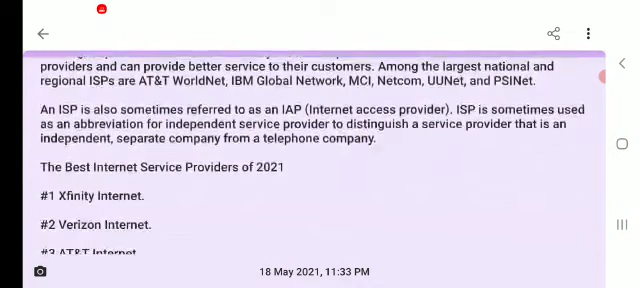 providers and can provide better service to their customers. Among the largest national and
regional ISPs are AT&T WorldNet, IBM Global Network, MCI, Netcom, UUNet, and PSINet.
An ISP is also sometimes referred to as an IAP (Internet access provider). ISP is sometimes used
as an abbreviation for independent service provider to distinguish a service provider that is an
independent, separate company from a telephone company.
The Best Internet Service Providers of 2021
#1 Xfinity Internet.
#2 Verizon Internet.
#3 AT&T Internet
18 May 2021, 11:33 PM